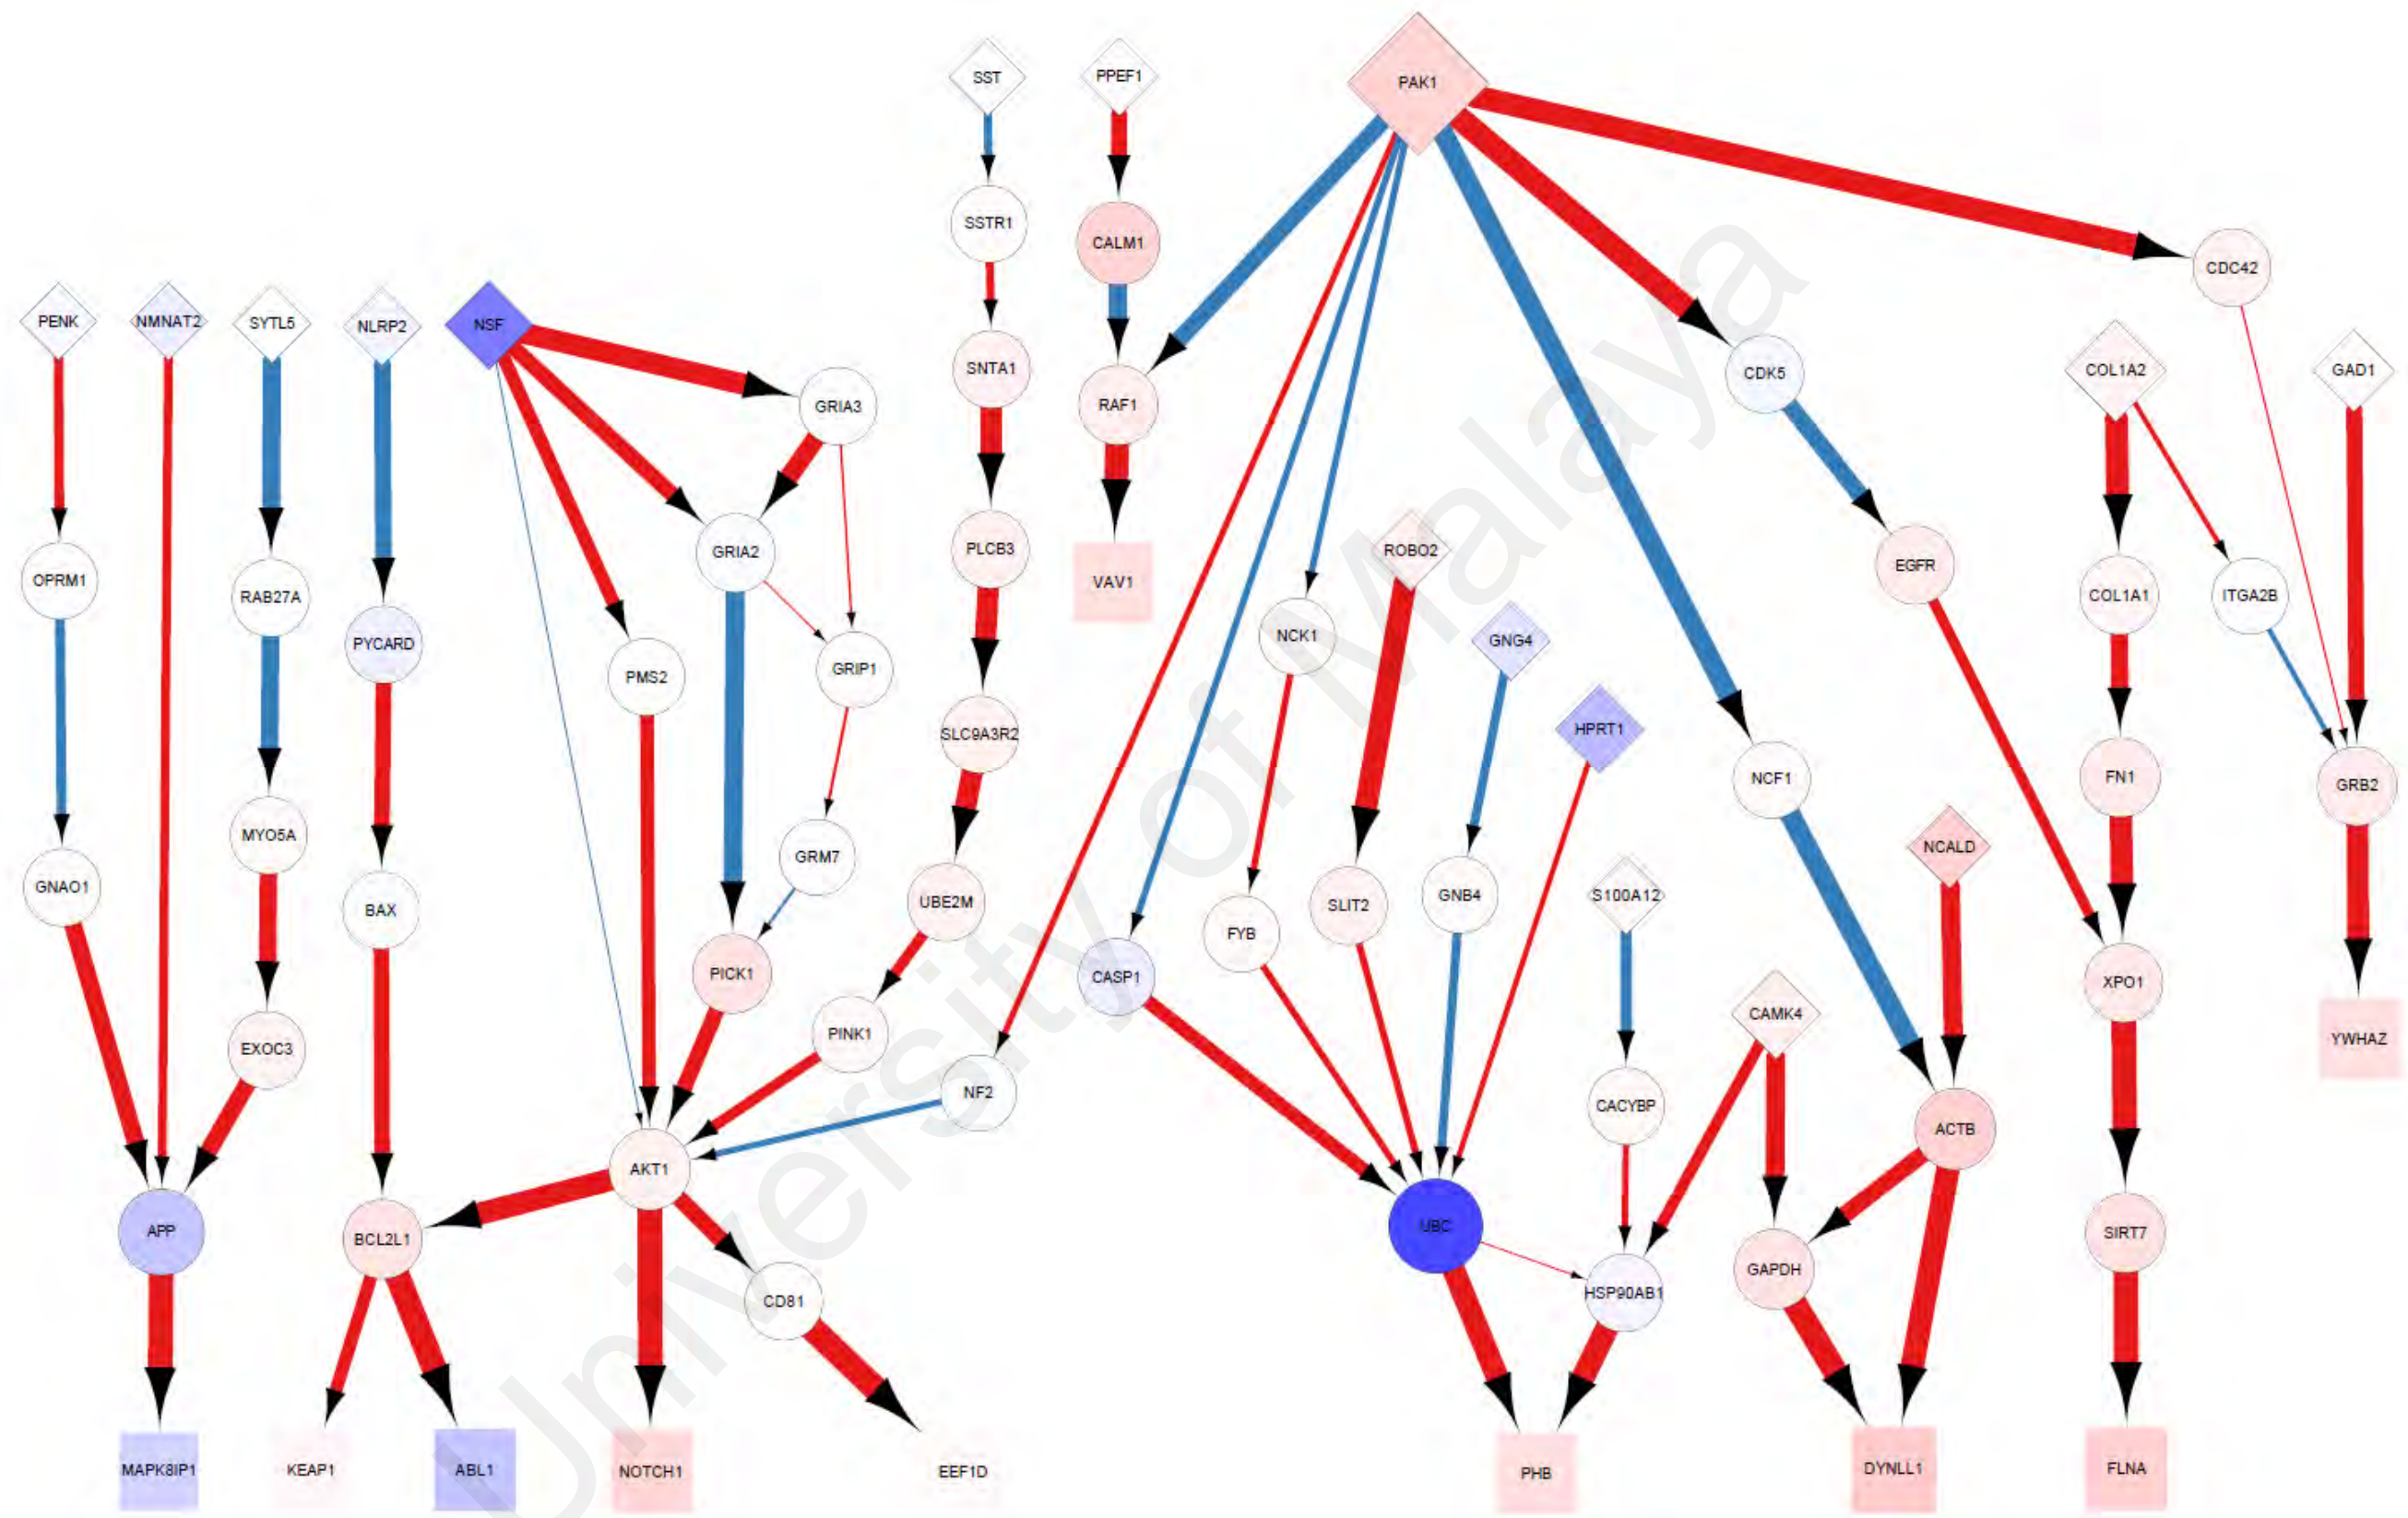 SST
PPEF1
PAK1
SSTR1
CALM1
CDC42
PENK
NMNAT2
SYTL5
NLRP2
NSF
GRIA3
SNTA1
RAF1
CDK5
COL1A2
GAD1
OPRM1
RAB27A
PYCARD
GRIA2
PLCB3
VAV1
ROBO2
EGFR
COL1A1
ITGA2B
PMS2
GRIP1
NCK1
GNG4
SLC9A3R2
HPRT1
NCF1
FN1
GRB2
MYO5A
GNAO1
BAX
GRM7
UBE2M
FYB
SLIT2
GNB4
S100A12
NCALD
PICK1
CASP1
XPO1
EXOC3
PINK1
CAMK4
YWHAZ
NF2
CACYBP
ACTB
AKT1
APP
BCL2L1
UBC
SIRT7
CD81
HSP90AB1
GAPDH
MAPK8IP1
KEAP1
ABL1
NOTCH1
EEF1D
PHB
DYNLL1
FLNA
University of Malaya